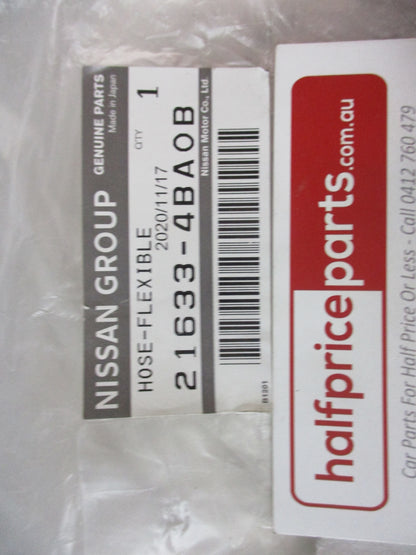 NISSAN GROUP GENUINE PARTS
Made in Japan
HOSE-FLEXIBLE QTY 1
2020/11/17
21633-4BA0B
Nissan Motor Co., Ltd.
B1201
halfpriceparts.com.au
Car Parts For Half Price Or Less - Call 0412 760 479